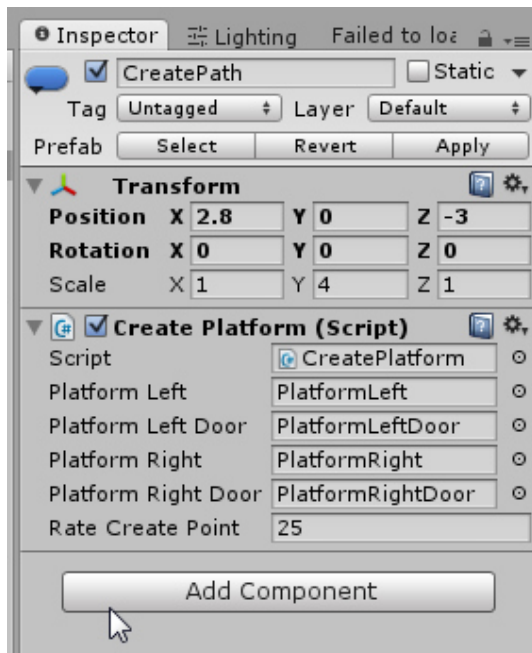 Inspector Lighting Failed to loa
CreatePath Static
Tag Untagged Layer Default
Prefab Select Revert Apply
Transform
Position X 2.8 Y 0 Z -3
Rotation X 0 Y 0 Z 0
Scale X 1 Y 4 Z 1
Create Platform (Script)
Script CreatePlatform
Platform Left PlatformLeft
Platform Left Door PlatformLeftDoor
Platform Right PlatformRight
Platform Right Door PlatformRightDoor
Rate Create Point 25
Add Component